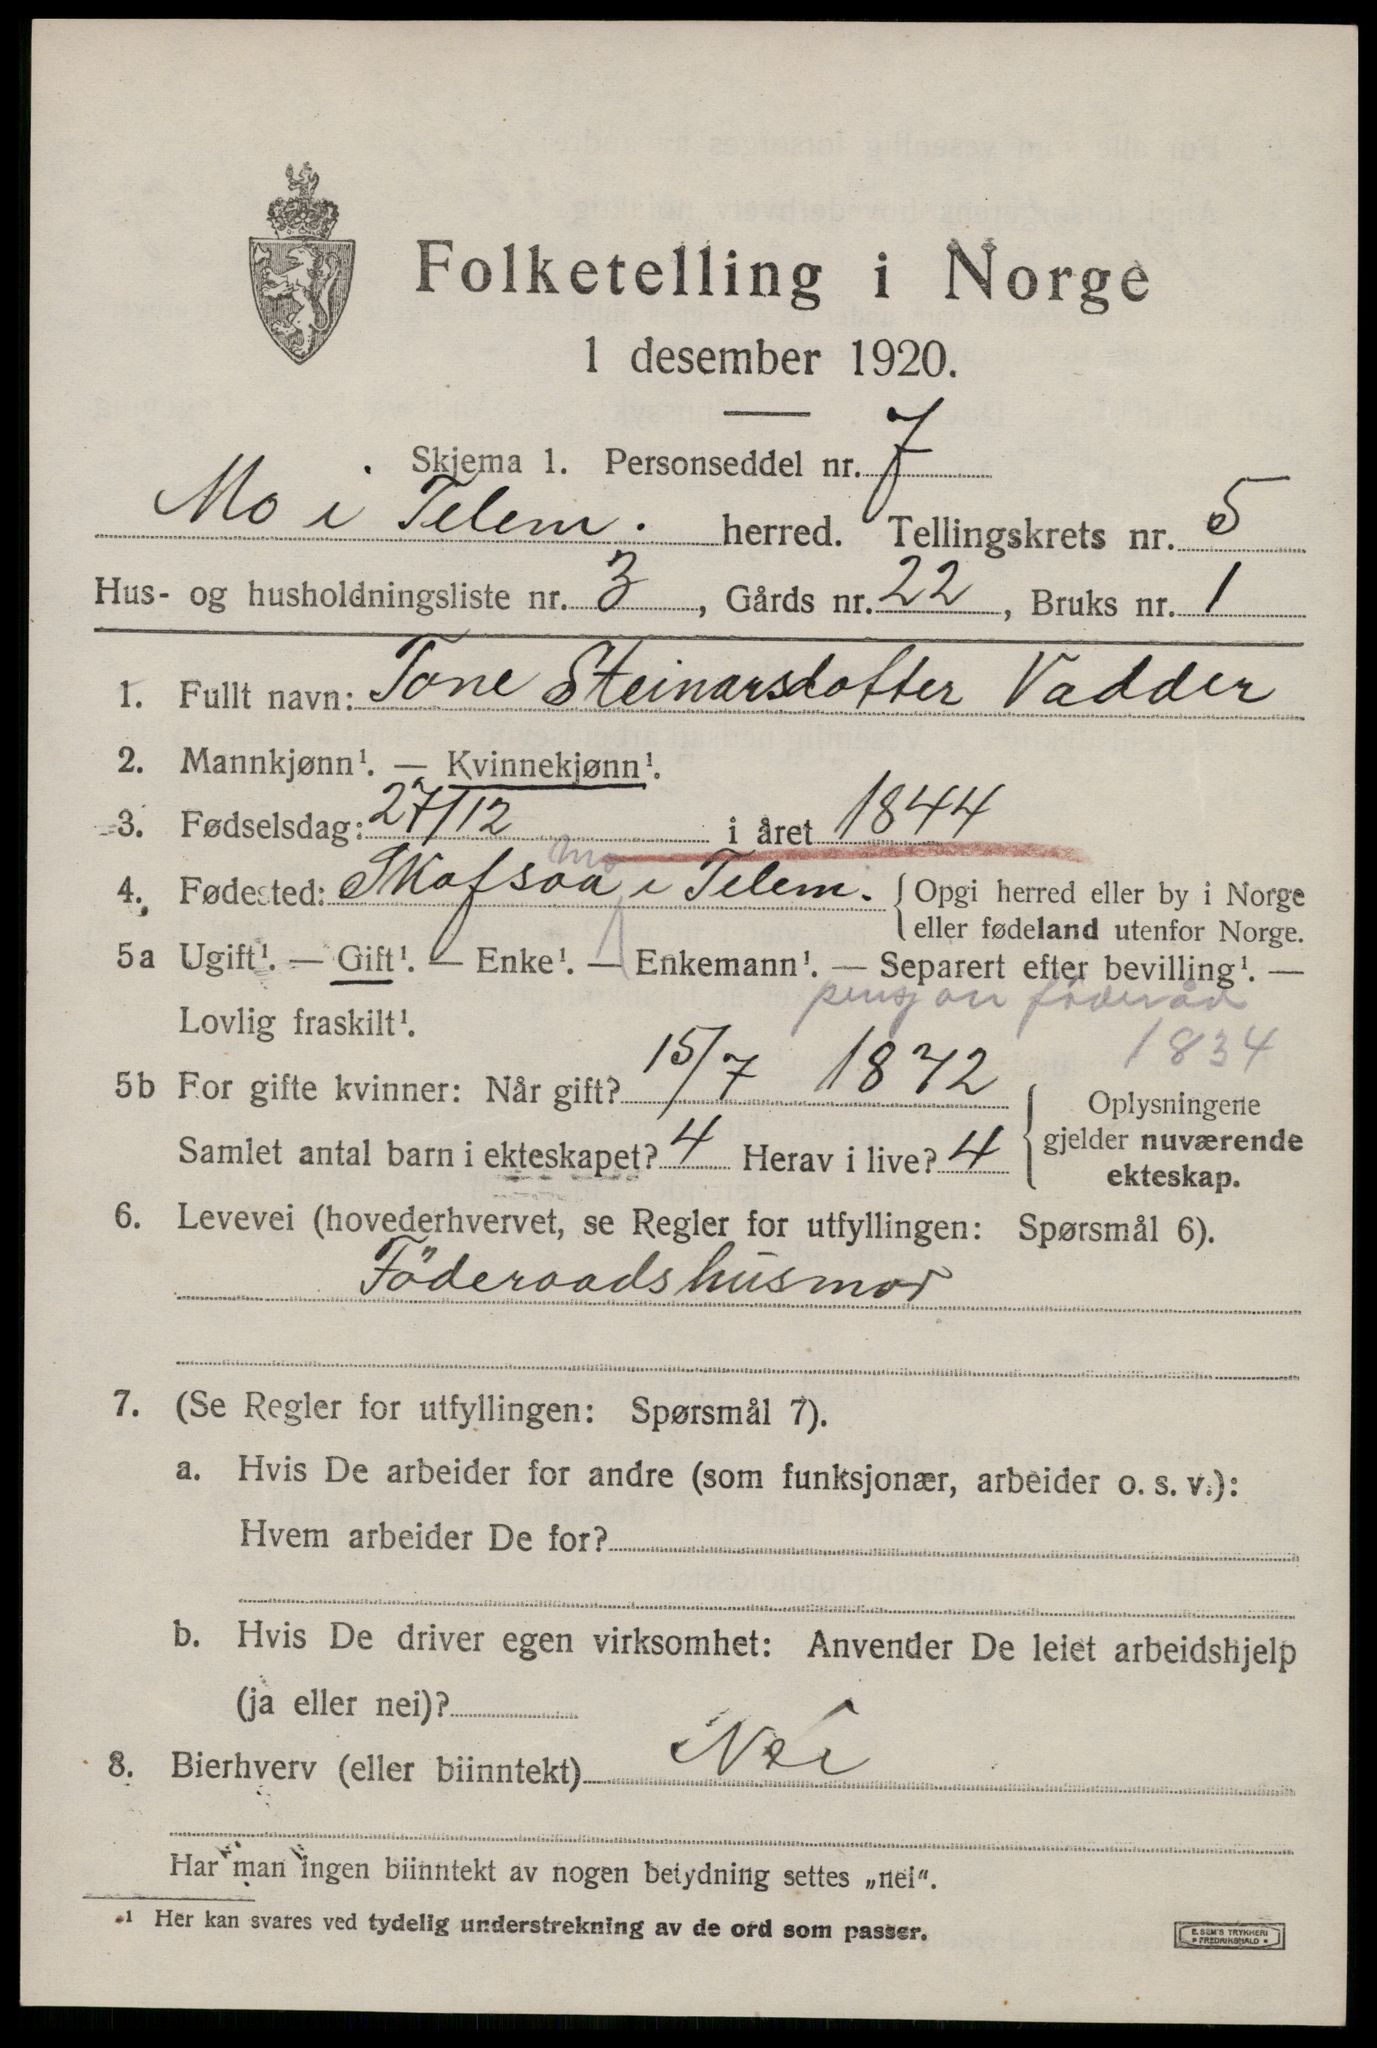 Folketelling i Norge
1 desember 1920.
Skjema 1. Personseddel nr. 7
Mo i Telem. herred. Tellingskrets nr. 5
Hus- og husholdningsliste nr. 3, Gårds nr. 22, Bruks nr. 1
1. Fullt navn: Tone Steinarsdotter Vadder
2. Mannkjønn¹. — Kvinnekjønn¹.
3. Fødselsdag: 27/12 i året 1844
Mo
4. Fødested: Skafsaa i Telem. { Opgi herred eller by i Norge
eller fødeland utenfor Norge.
5a Ugift¹. — Gift¹. — Enke¹. — Enkemann¹. — Separert efter bevilling¹. —
pensjon föderåd
Lovlig fraskilt¹.
1834
5b For gifte kvinner: Når gift? 15/7 1872
Samlet antal barn i ekteskapet? 4 Herav i live? 4
{ Oplysningene
gjelder nuværende
ekteskap.
6. Levevei (hovederhvervet, se Regler for utfyllingen: Spørsmål 6).
Föderaadshusmor
7. (Se Regler for utfyllingen: Spørsmål 7).
a. Hvis De arbeider for andre (som funksjonær, arbeider o. s. v.):
Hvem arbeider De for?
b. Hvis De driver egen virksomhet: Anvender De leiet arbeidshjelp
(ja eller nei)?
8. Bierhverv (eller biinntekt) Nei
Har man ingen biinntekt av nogen betydning settes „nei“.
¹ Her kan svares ved tydelig understrekning av de ord som passer.
E. SEM'S TRYKKERI
FREDRIKSHALD